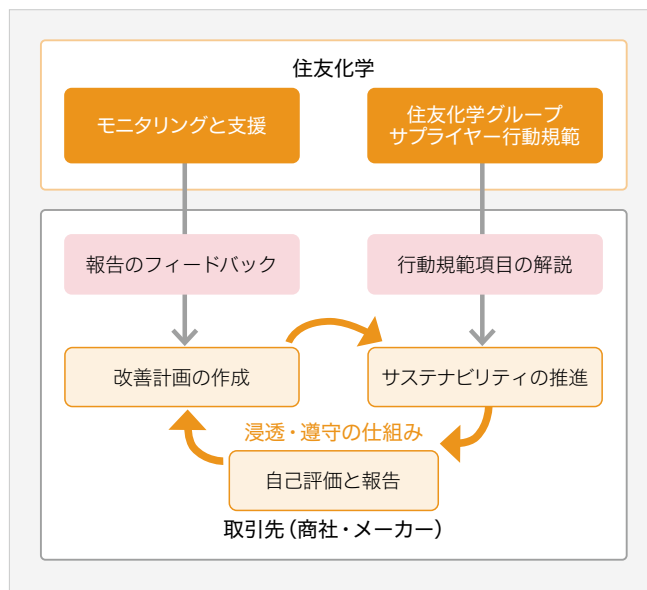 住友化学
モニタリングと支援
住友化学グループ
サプライヤー行動規範
報告のフィードバック
行動規範項目の解説
改善計画の作成
サステナビリティの推進
浸透・遵守の仕組み
自己評価と報告
取引先（商社・メーカー）